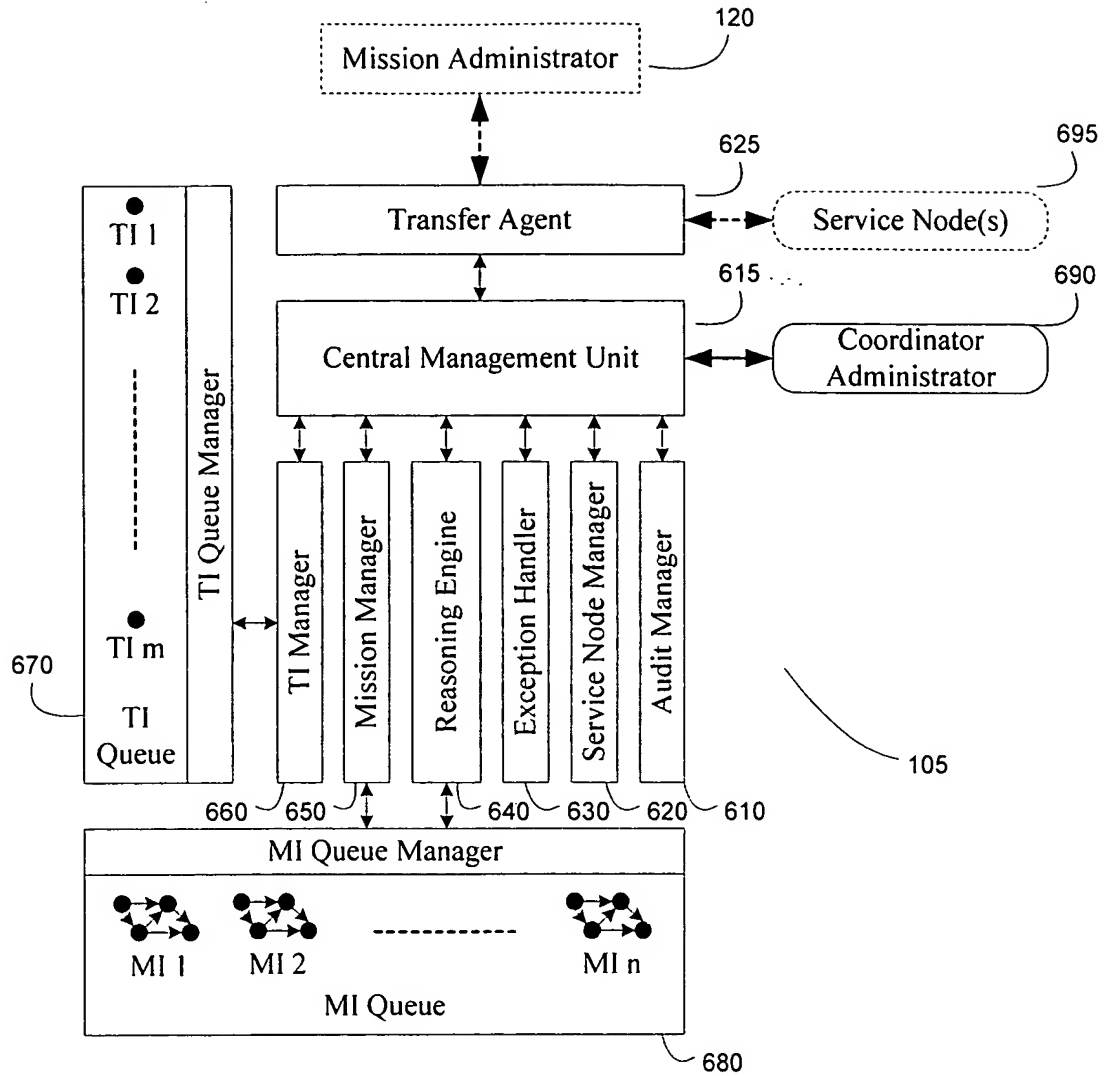 120
Mission Administrator
625
695
Transfer Agent
Service Node(s)
TI 1
TI 2
TI m
TI
Queue
TI Queue Manager
670
615
690
Central Management Unit
Coordinator
Administrator
TI Manager
Mission Manager
Reasoning Engine
Exception Handler
Service Node Manager
Audit Manager
105
660
650
640
630
620
610
MI Queue Manager
MI 1
MI 2
MI n
MI Queue
680